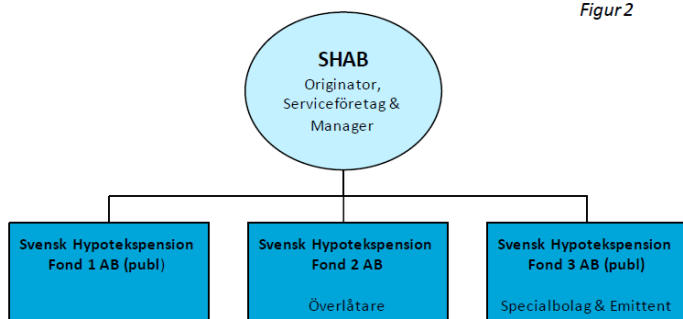 Figur 2
SHAB
Originator,
Serviceföretag &
Manager
Svensk Hypotekspension
Fond 1 AB (publ)
Svensk Hypotekspension
Fond 2 AB
Överlåtare
Svensk Hypotekspension
Fond 3 AB (publ)
Specialbolag & Emittent